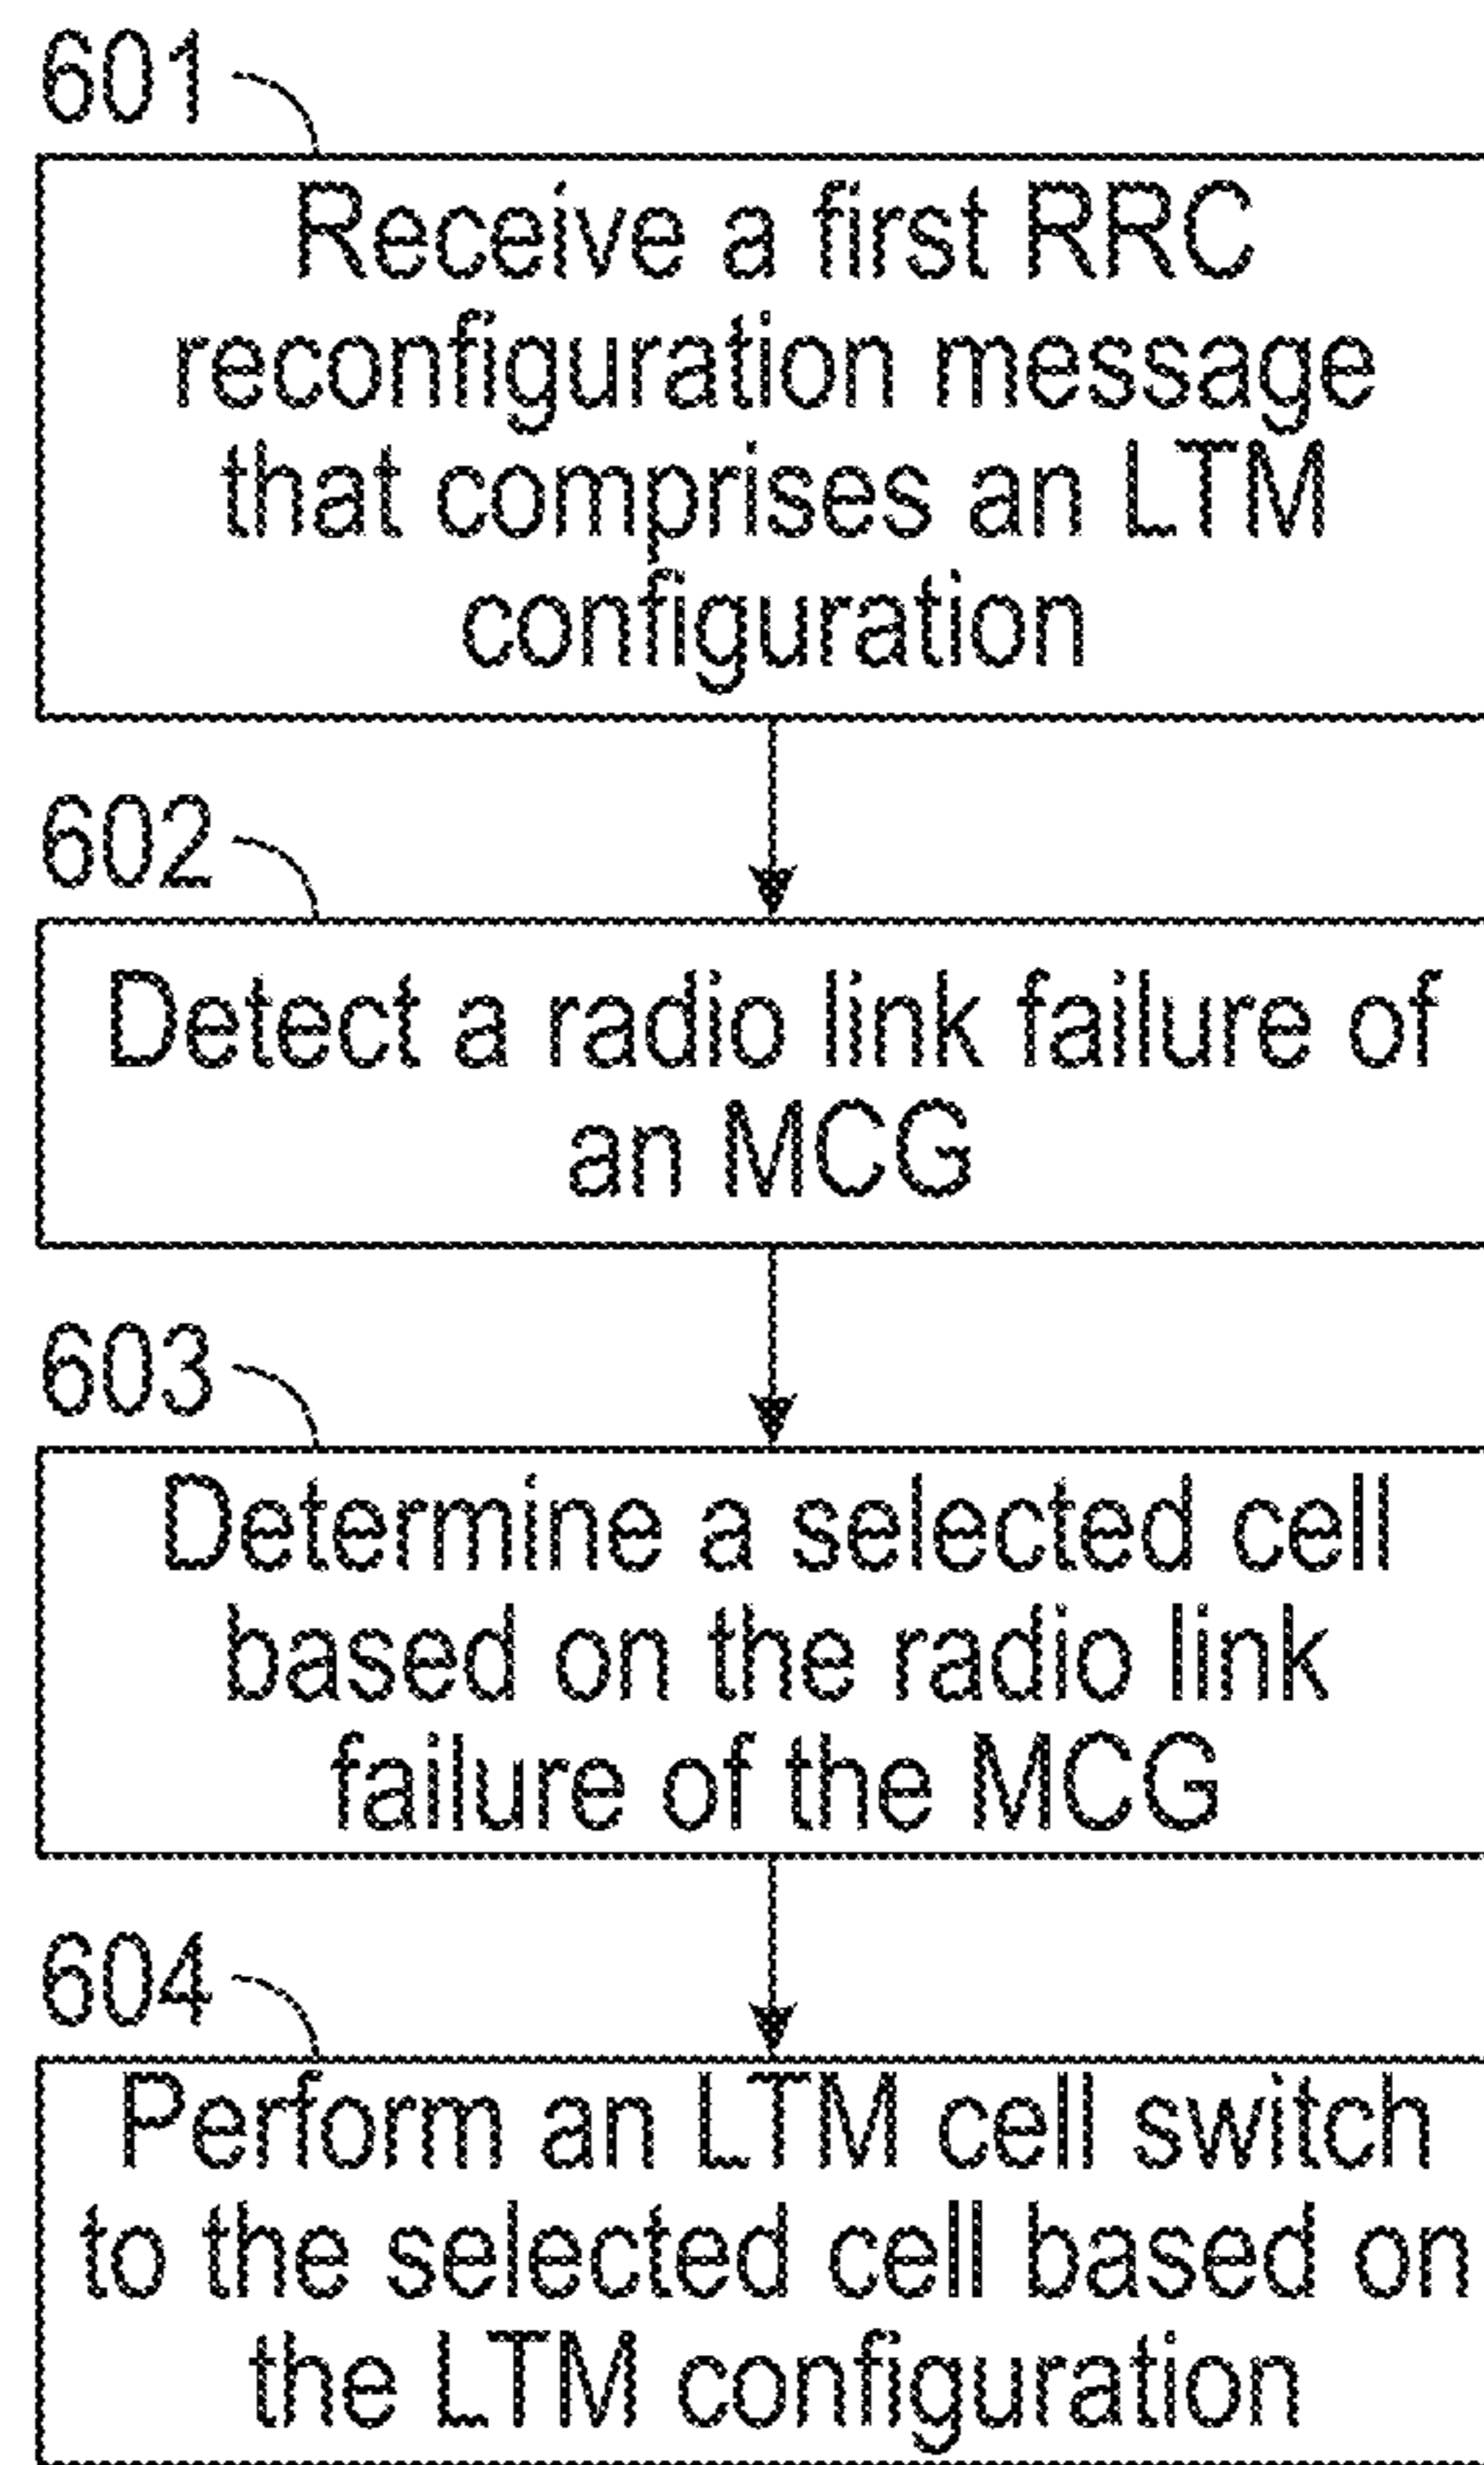 601
Receive a first RRC
reconfiguration message
that comprises an LTM
configuration
602
Detect a radio link failure of
an MCG
603
Determine a selected cell
based on the radio link
failure of the MCG
604
Perform an LTM cell switch
to the selected cell based on
the LTM configuration